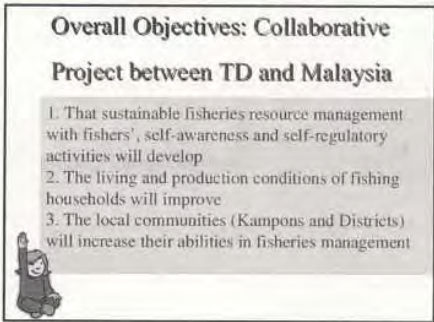 Overall Objectives: Collaborative
Project between TD and Malaysia
1. That sustainable fisheries resource management
with fishers', self-awareness and self-regulatory
activities will develop
2. The living and production conditions of fishing
households will improve
3. The local communities (Kampons and Districts)
will increase their abilities in fisheries management